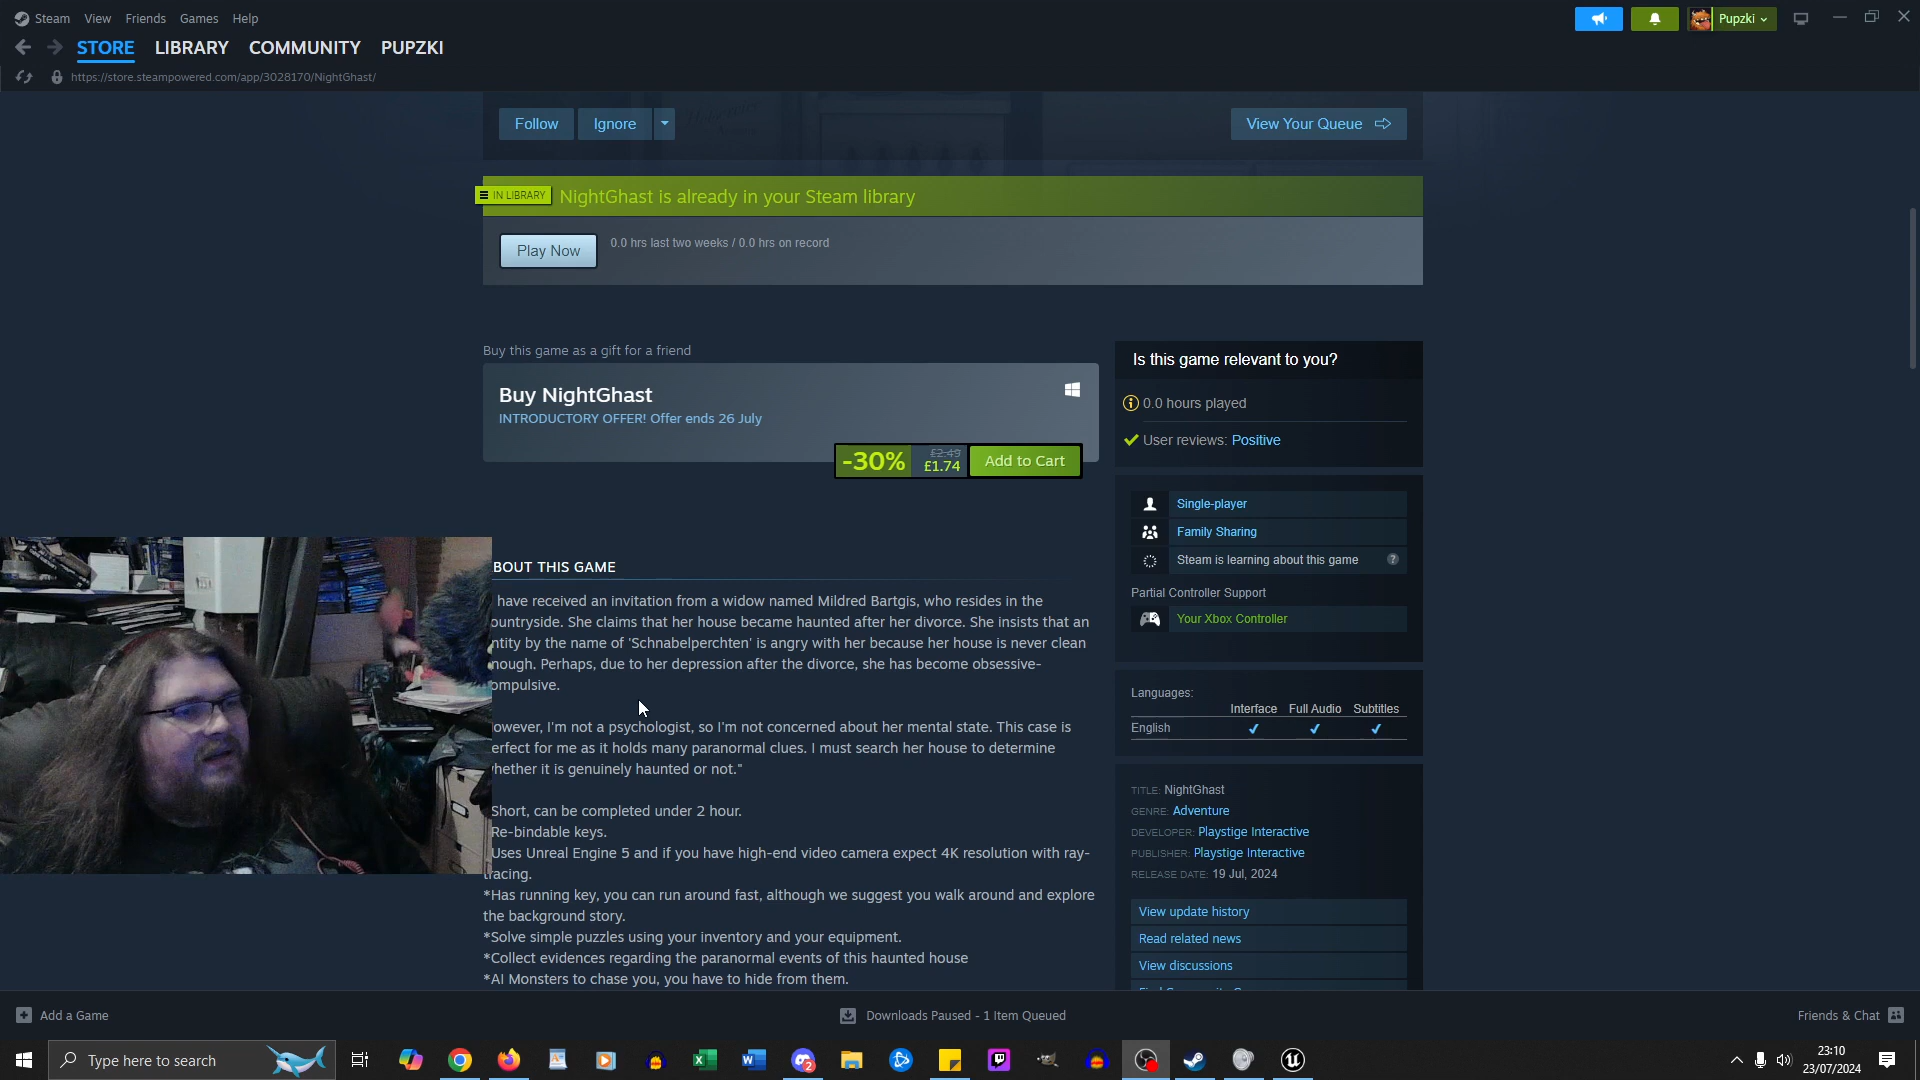 Steam View Friends Games Help
Pupzki
STORE LIBRARY COMMUNITY PUPZKI
https://store.steampowered.com/app/3028170/NightGhast/
Follow Ignore View Your Queue
IN LIBRARY NightGhast is already in your Steam library
Play Now 0.0 hrs last two weeks / 0.0 hrs on record
Buy this game as a gift for a friend
Buy NightGhast
INTRODUCTORY OFFER! Offer ends 26 July
-30% £2.49 £1.74 Add to Cart
BOUT THIS GAME
have received an invitation from a widow named Mildred Bartgis, who resides in the
ountryside. She claims that her house became haunted after her divorce. She insists that an
ntity by the name of 'Schnabelperchten' is angry with her because her house is never clean
nough. Perhaps, due to her depression after the divorce, she has become obsessive-
ompulsive.
owever, I'm not a psychologist, so I'm not concerned about her mental state. This case is
erfect for me as it holds many paranormal clues. I must search her house to determine
hether it is genuinely haunted or not."
Short, can be completed under 2 hour.
Re-bindable keys.
Uses Unreal Engine 5 and if you have high-end video camera expect 4K resolution with ray-
tracing.
*Has running key, you can run around fast, although we suggest you walk around and explore
the background story.
*Solve simple puzzles using your inventory and your equipment.
*Collect evidences regarding the paranormal events of this haunted house
*AI Monsters to chase you, you have to hide from them.
Is this game relevant to you?
0.0 hours played
User reviews: Positive
Single-player
Family Sharing
Steam is learning about this game ?
Partial Controller Support
Your Xbox Controller
Languages:
Interface Full Audio Subtitles
English ✔ ✔ ✔
TITLE: NightGhast
GENRE: Adventure
DEVELOPER: Playstige Interactive
PUBLISHER: Playstige Interactive
RELEASE DATE: 19 Jul, 2024
View update history
Read related news
View discussions
Add a Game
Downloads Paused - 1 Item Queued
Friends & Chat
Type here to search
2
23:10
23/07/2024